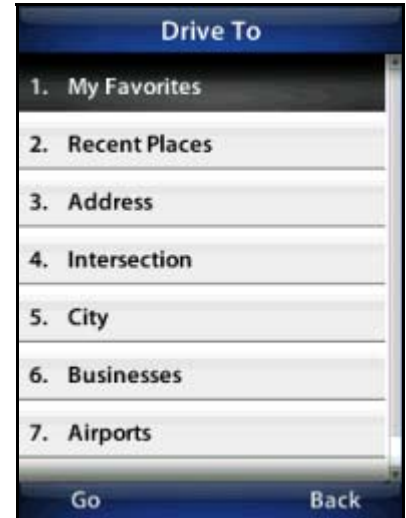 Drive To
1. My Favorites
2. Recent Places
3. Address
4. Intersection
5. City
6. Businesses
7. Airports
Go Back